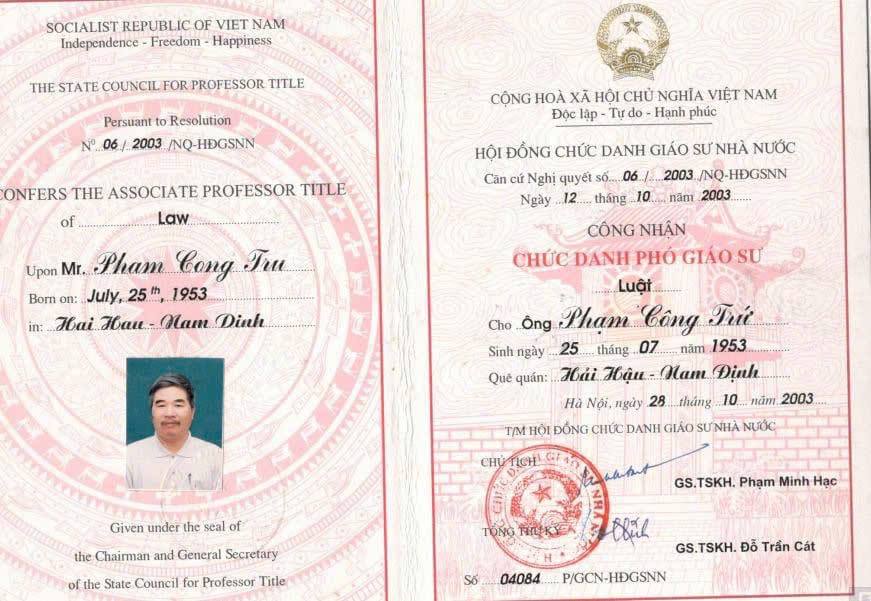 SOCIALIST REPUBLIC OF VIET NAM
Independence - Freedom - Happiness
THE STATE COUNCIL FOR PROFESSOR TITLE
Persuant to Resolution
N⁰...06./..2003../NQ-HĐGSNN
CONFERS THE ASSOCIATE PROFESSOR TITLE
of ........ Law ........
Upon Mr. Pham Cong Tru
Born on: July, 25th, 1953
in: Hai Hau - Nam Dinh
Given under the seal of
the Chairman and General Secretary
of the State Council for Professor Title
CỘNG HOÀ XÃ HỘI CHỦ NGHĨA VIỆT NAM
Độc lập - Tự do - Hạnh phúc
HỘI ĐỒNG CHỨC DANH GIÁO SƯ NHÀ NƯỚC
Căn cứ Nghị quyết số....06../....2003../NQ-HĐGSNN
Ngày ...12.... tháng ..10.... năm .2003......
CÔNG NHẬN
CHỨC DANH PHÓ GIÁO SƯ
........ Luật ........
Cho Ông Phạm Công Trứ
Sinh ngày ...25.... tháng ..07.... năm 1953
Quê quán: Hải Hậu - Nam Định
Hà Nội, ngày .28....tháng ...10... năm .2003....
T/M HỘI ĐỒNG CHỨC DANH GIÁO SƯ NHÀ NƯỚC
CHỦ TỊCH
GS.TSKH. Phạm Minh Hạc
TỔNG THƯ KÝ
GS.TSKH. Đỗ Trần Cát
Số .....04084..... P/GCN-HĐGSNN